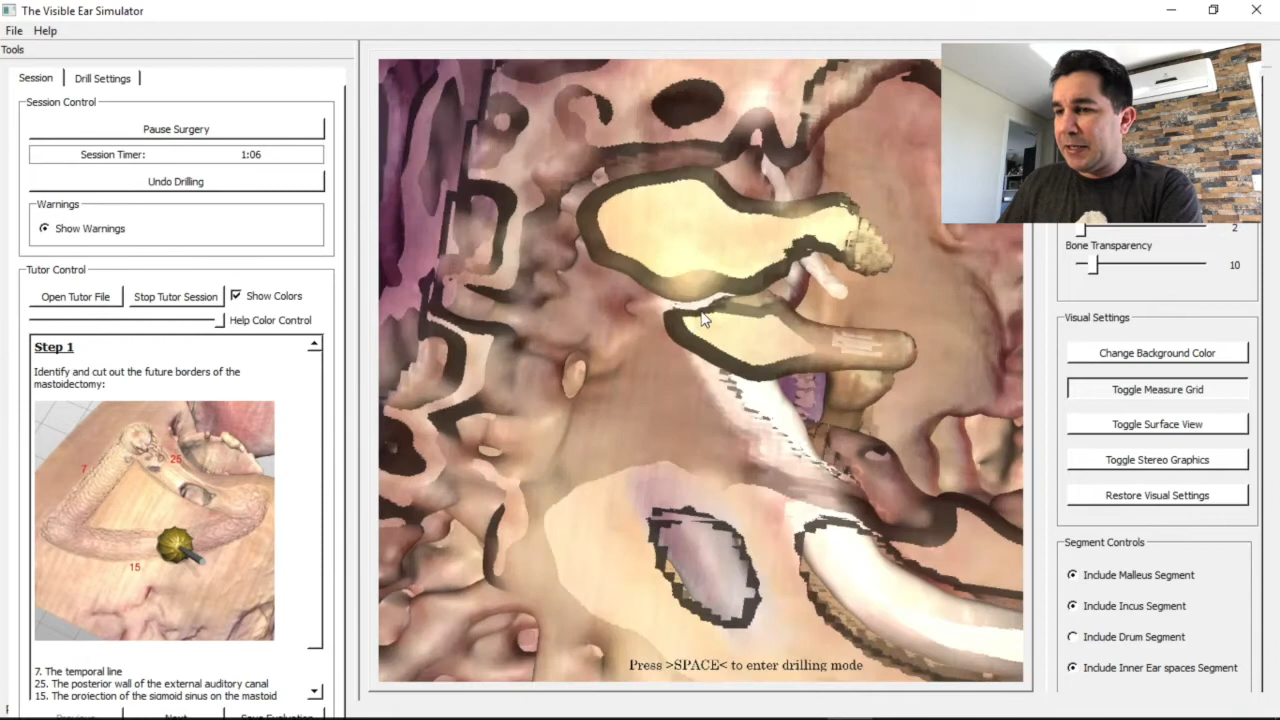 The Visible Ear Simulator
File Help
Tools
Session Drill Settings
Session Control
Pause Surgery
Session Timer: 1:06
Undo Drilling
Warnings
Show Warnings
Tutor Control
Open Tutor File Stop Tutor Session Show Colors
Help Color Control
Step 1
Identify and cut out the future borders of the
mastoidectomy:
7
25
15
7. The temporal line
25. The posterior wall of the external auditory canal
15. The projection of the sigmoid sinus on the mastoid
Previous Next Save Evaluation
Press >SPACE< to enter drilling mode
2
Bone Transparency
10
Visual Settings
Change Background Color
Toggle Measure Grid
Toggle Surface View
Toggle Stereo Graphics
Restore Visual Settings
Segment Controls
Include Malleus Segment
Include Incus Segment
Include Drum Segment
Include Inner Ear spaces Segment